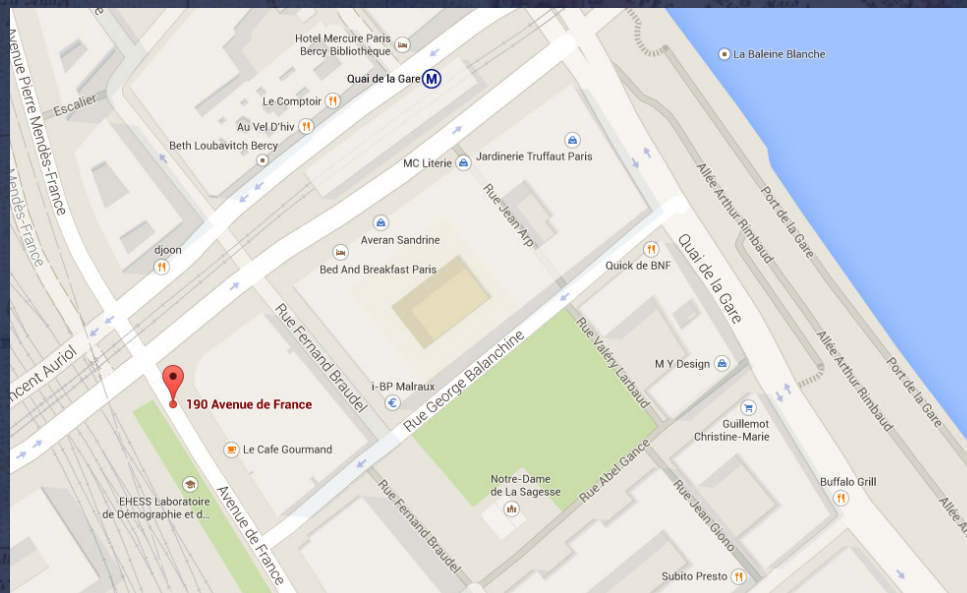 Hotel Mercure Paris
Bercy Bibliothèque
La Baleine Blanche
Avenue Pierre Mendès-France
Quai de la Gare
M
Escalier
Le Comptoir
Au Vel D'hiv
Beth Loubavitch Bercy
MC Literie
Jardinerie Truffaut Paris
Allée Arthur Rimbaud
Port de la Gare
Mendès-France
Rue Jean Arp
Averan Sandrine
djoon
Bed And Breakfast Paris
Quick de BNF
Quai de la Gare
Rue Fernand Braudel
Rue Valéry Larbaud
Allée Arthur Rimbaud
Port de la Gare
ncent Auriol
i-BP Malraux
€
Rue George Balanchine
M Y Design
190 Avenue de France
Guillemot
Christine-Marie
Le Cafe Gourmand
Notre-Dame
de La Sagesse
Rue Abel Gance
Buffalo Grill
EHESS Laboratoire
de Démographie et d...
Avenue de France
Rue Fernand Braudel
Rue Jean Giono
Allée A
Subito Presto